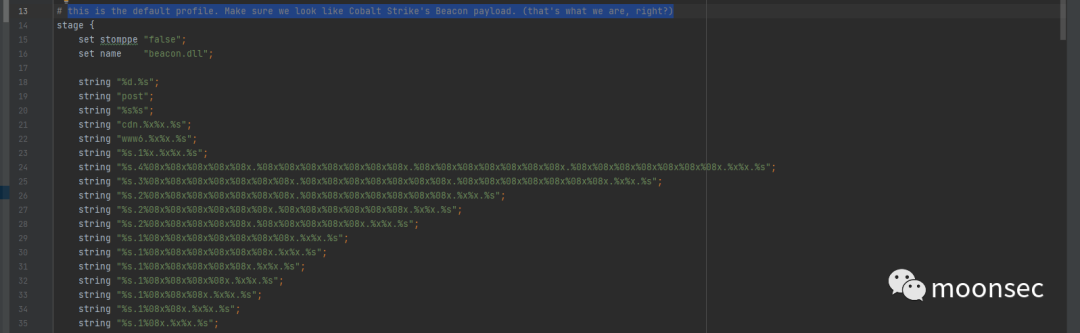 13 # this is the default profile. Make sure we look like Cobalt Strike's Beacon payload. (that's what we are, right?)
14 stage {
15 set stomppe "false";
16 set name "beacon.dll";
17
18 string "%d.%s";
19 string "post";
20 string "%s%s";
21 string "cdn.%x%x.%s";
22 string "www6.%x%x.%s";
23 string "%s.1%x.%x%x.%s";
24 string "%s.4%08x%08x%08x%08x%08x.%08x%08x%08x%08x%08x%08x%08x.%08x%08x%08x%08x%08x%08x%08x.%08x%08x%08x%08x%08x%08x%08x.%x%x.%s";
25 string "%s.3%08x%08x%08x%08x%08x%08x%08x.%08x%08x%08x%08x%08x%08x%08x.%08x%08x%08x%08x%08x%08x%08x.%x%x.%s";
26 string "%s.2%08x%08x%08x%08x%08x%08x%08x.%08x%08x%08x%08x%08x%08x%08x.%x%x.%s";
27 string "%s.2%08x%08x%08x%08x%08x%08x.%08x%08x%08x%08x%08x%08x.%x%x.%s";
28 string "%s.2%08x%08x%08x%08x%08x.%08x%08x%08x%08x%08x.%x%x.%s";
29 string "%s.1%08x%08x%08x%08x%08x%08x%08x.%x%x.%s";
30 string "%s.1%08x%08x%08x%08x%08x%08x.%x%x.%s";
31 string "%s.1%08x%08x%08x%08x%08x.%x%x.%s";
32 string "%s.1%08x%08x%08x%08x.%x%x.%s";
33 string "%s.1%08x%08x%08x.%x%x.%s";
34 string "%s.1%08x%08x.%x%x.%s";
35 string "%s.1%08x.%x%x.%s";
moonsec